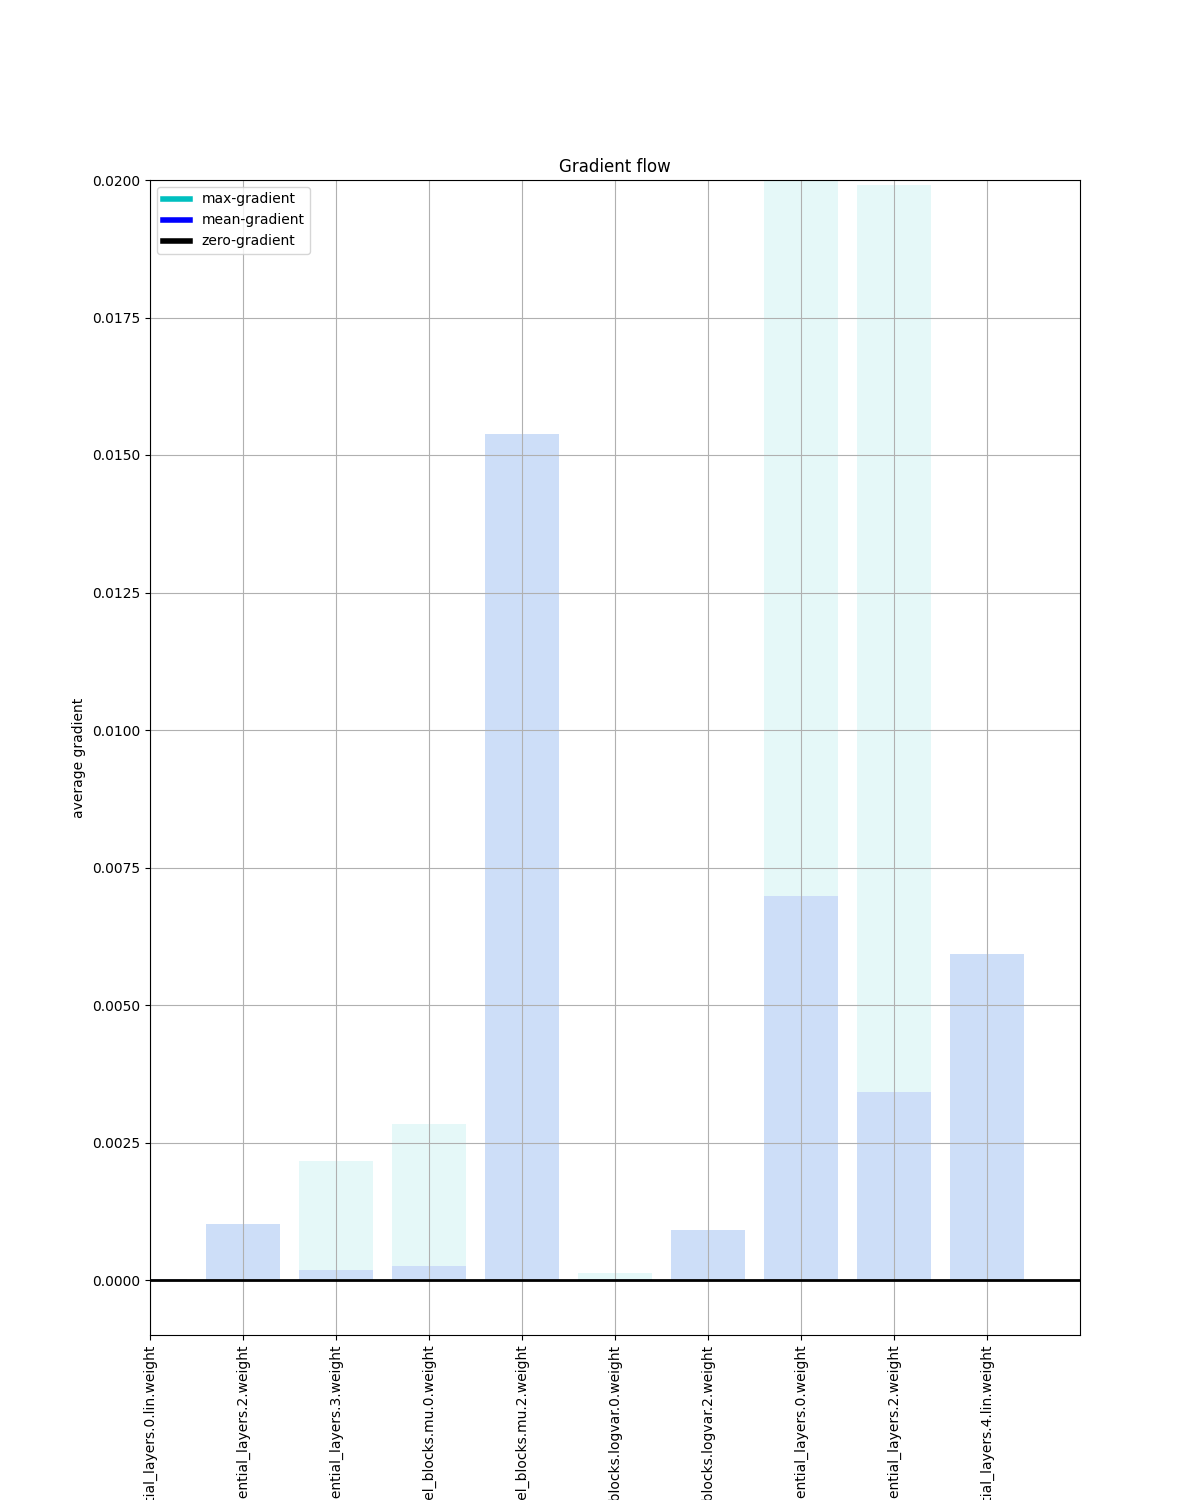 Gradient flow
max-gradient
mean-gradient
zero-gradient
0.0200
0.0175
0.0150
0.0125
0.0100
0.0075
0.0050
0.0025
0.0000
average gradient
tial_layers.0.lin.weight
ential_layers.2.weight
ential_layers.3.weight
el_blocks.mu.0.weight
el_blocks.mu.2.weight
blocks.logvar.0.weight
blocks.logvar.2.weight
ential_layers.0.weight
ential_layers.2.weight
tial_layers.4.lin.weight